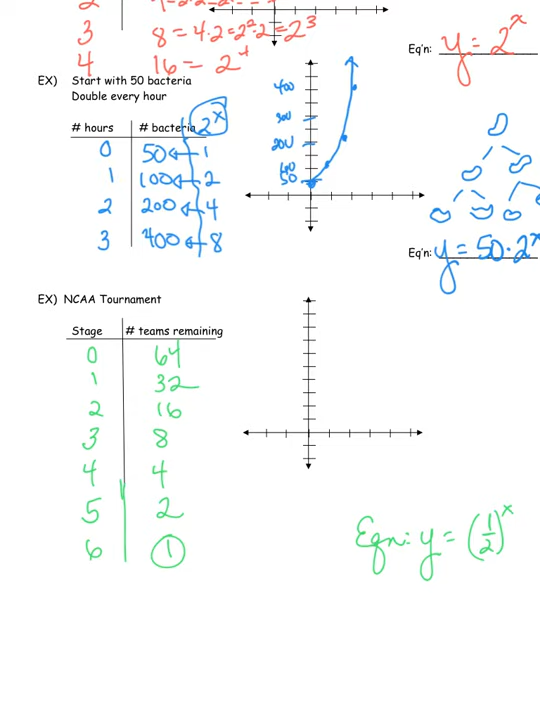 3 8 = 4·2 = 2²·2 = 2³
4 16 = 2⁴
Eq'n: y = 2^x
EX) Start with 50 bacteria
Double every hour
# hours # bacteria 2^x
0 50 ← 1
1 100 ← 2
2 200 ← 4
3 400 ← 8
400
300
200
100
50
Eq'n: y = 50·2^x
EX) NCAA Tournament
Stage # teams remaining
0 64
1 32
2 16
3 8
4 4
5 2
6 1
Eqn: y = (1/2)^x